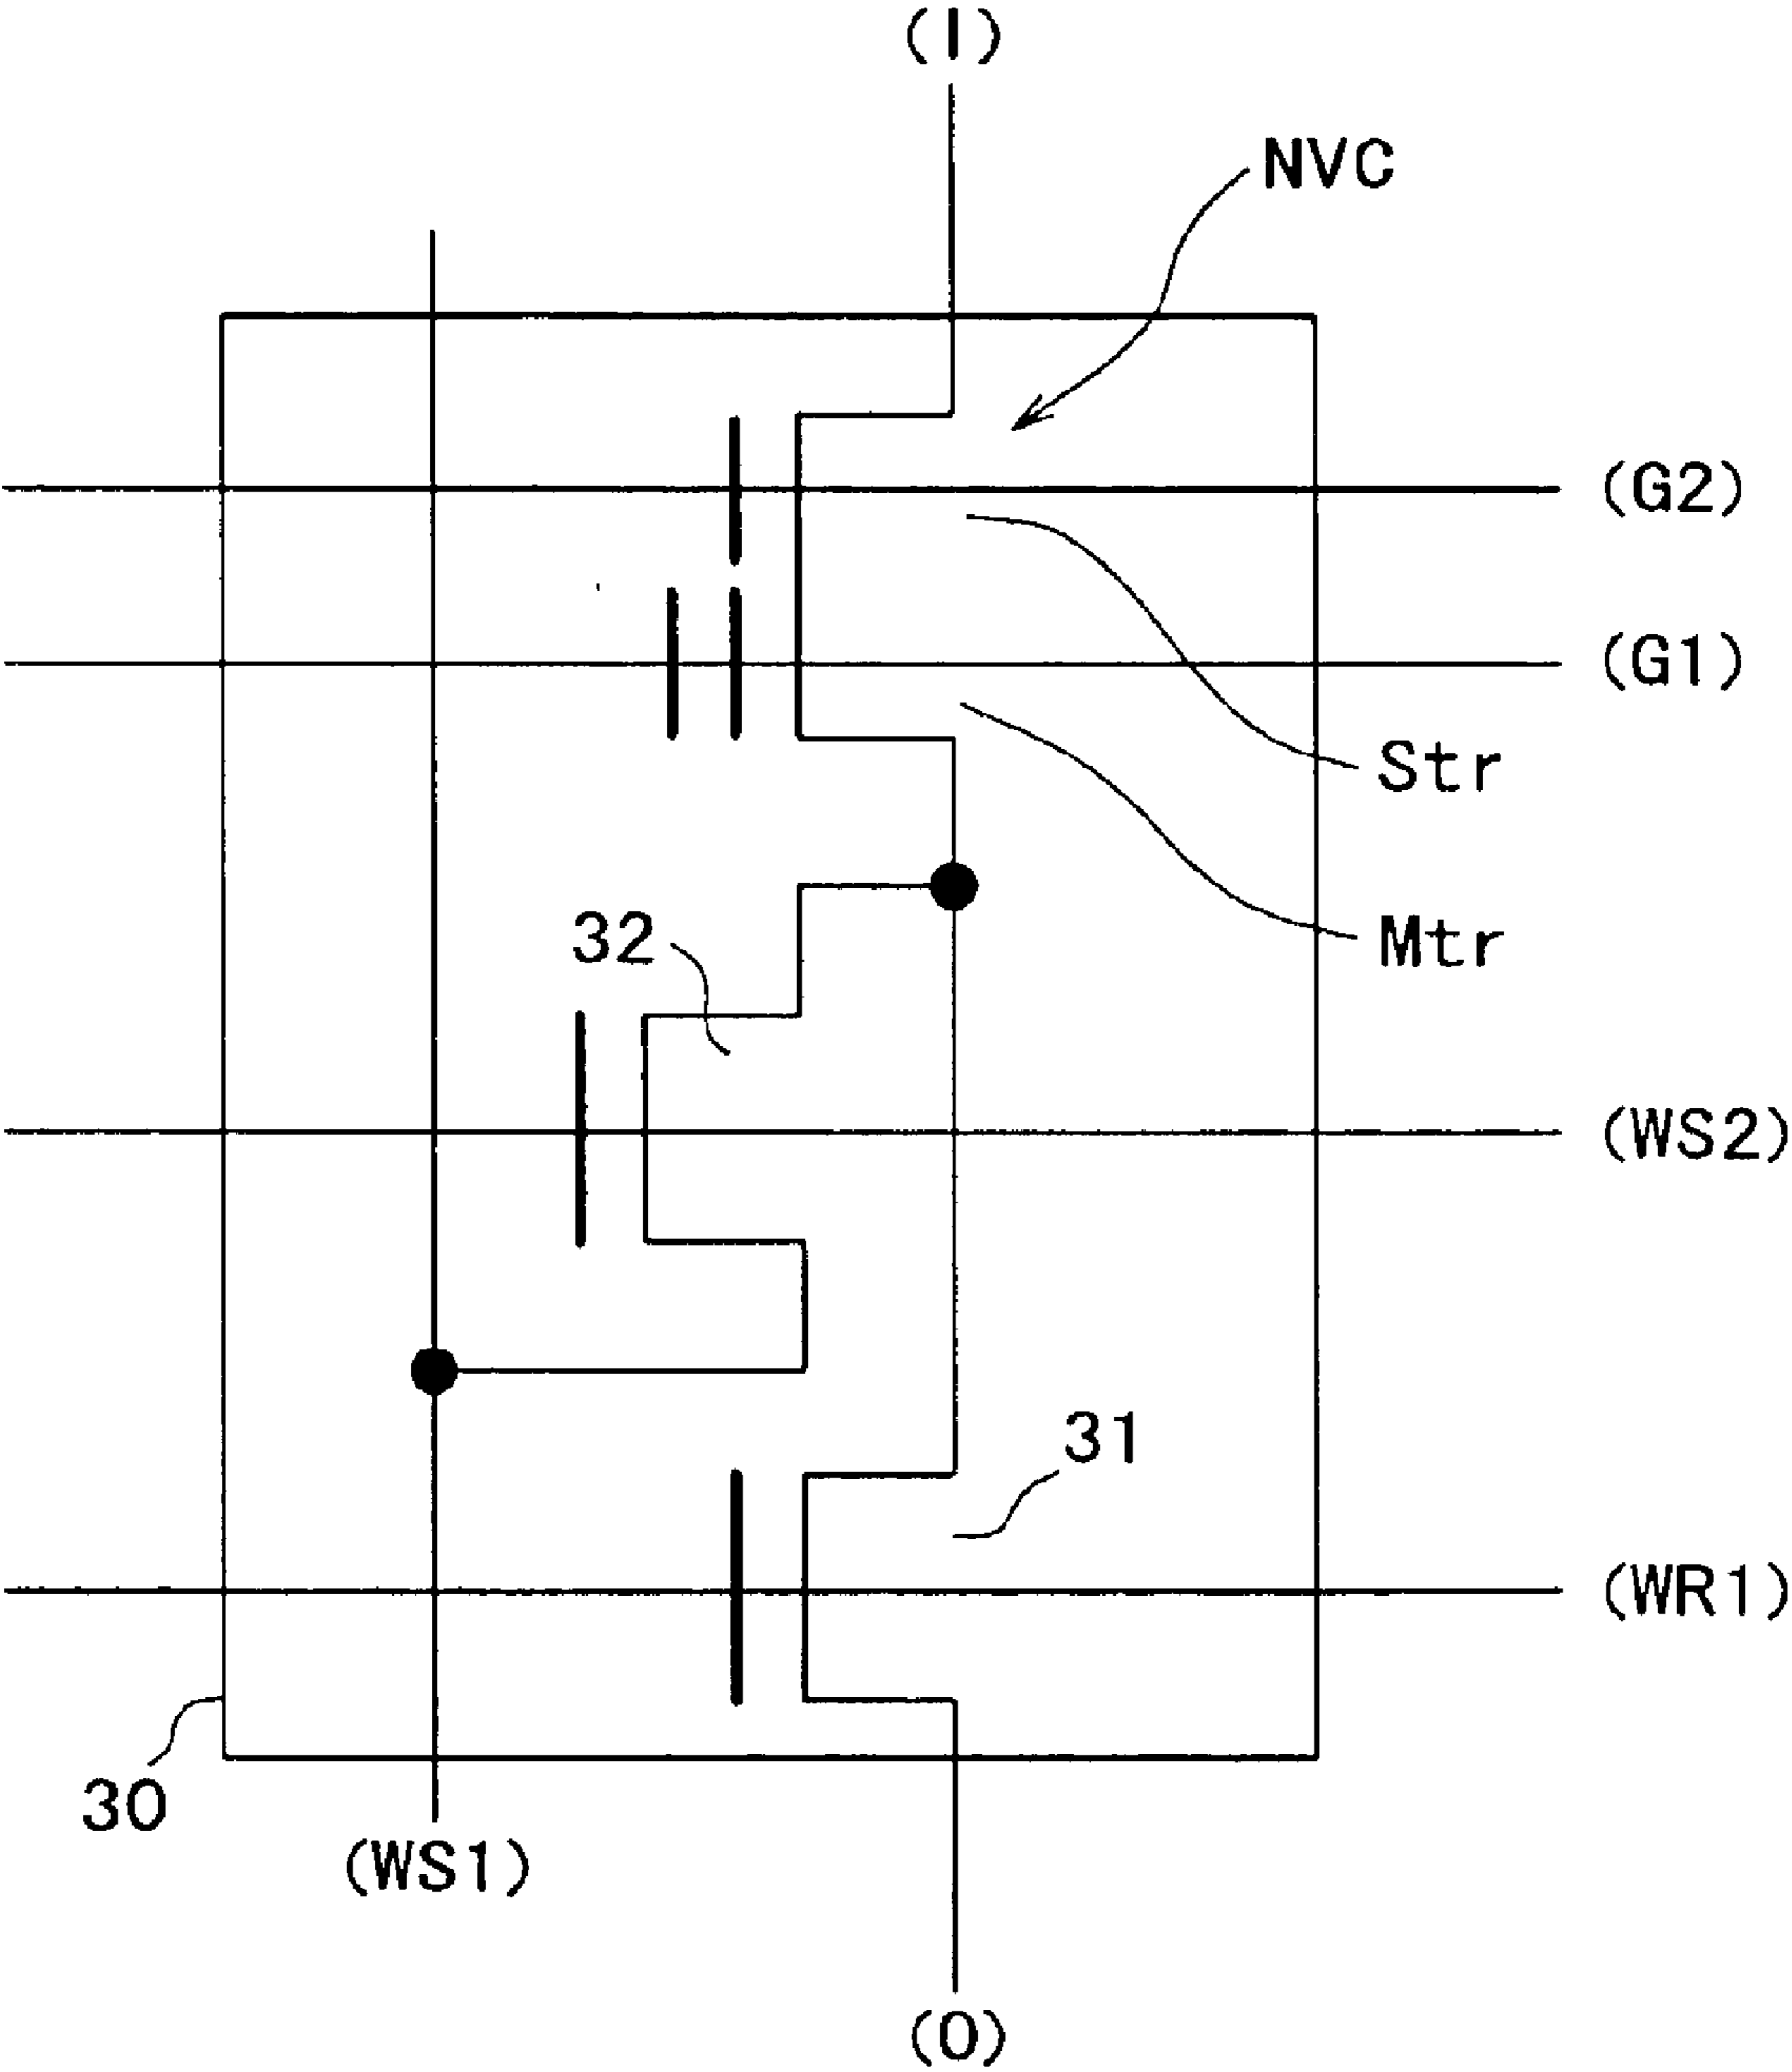 (I)
NVC
(G2)
(G1)
Str
32
Mtr
(WS2)
31
(WR1)
30
(WS1)
(O)